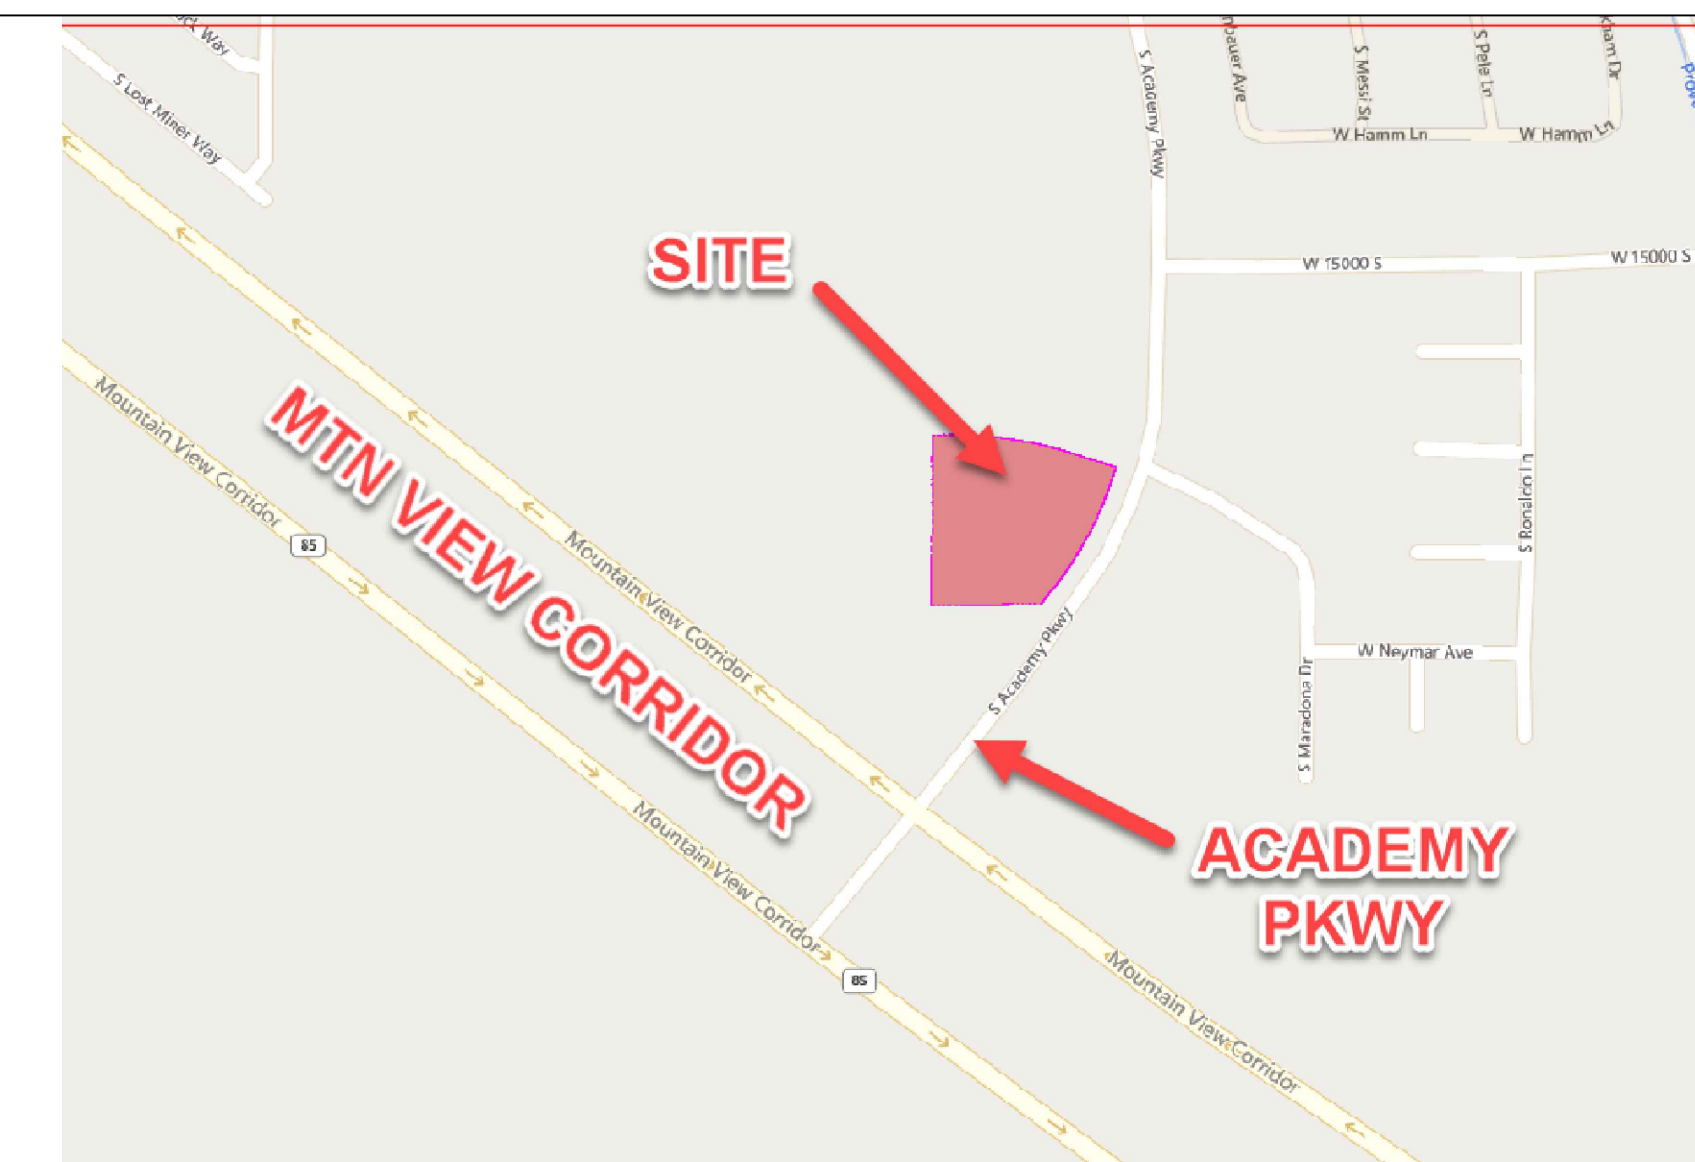 S Lost Miner Way
S Academy Pkwy
S Messi St
S Pele Ln
W Hamm Ln
W Hamm Ln
SITE
W 15000 S
W 15000 S
MTN VIEW CORRIDOR
Mountain View Corridor
85
Mountain View Corridor
S Ronaldo Ln
S Academy Pkwy
W Neymar Ave
S Maradona Dr
Mountain View Corridor
ACADEMY
PKWY
85
Mountain View Corridor